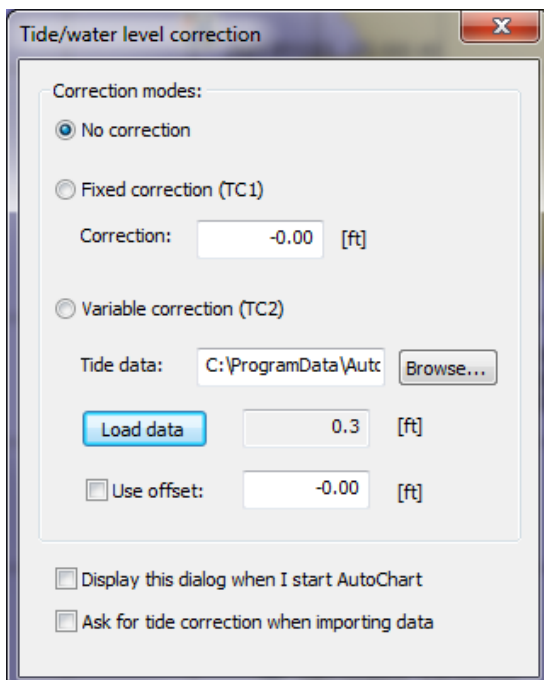 Tide/water level correction
Correction modes:
No correction
Fixed correction (TC1)
Correction: -0.00 [ft]
Variable correction (TC2)
Tide data: C:\ProgramData\Autc Browse...
Load data 0.3 [ft]
Use offset: -0.00 [ft]
Display this dialog when I start AutoChart
Ask for tide correction when importing data